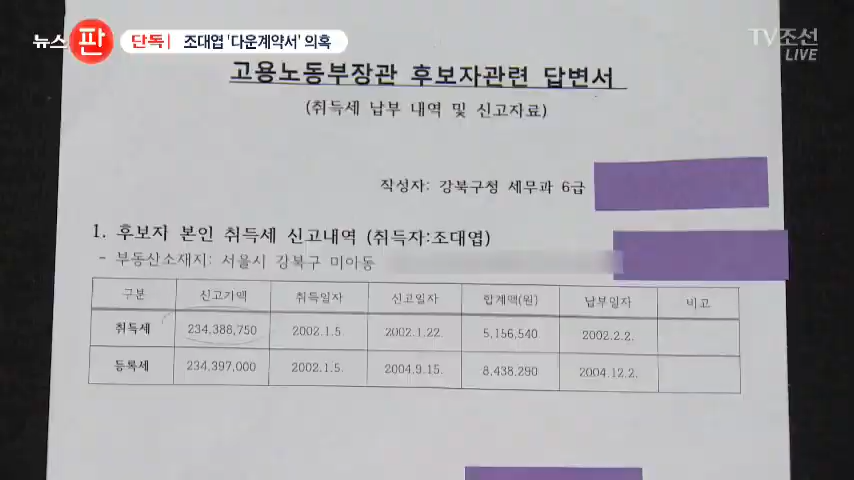 뉴스 판 단독 조대엽 '다운계약서' 의혹
TV조선
LIVE
고용노동부장관 후보자관련 답변서
(취득세 납부 내역 및 신고자료)
작성자: 강북구청 세무과 6급
1. 후보자 본인 취득세 신고내역 (취득자:조대엽)
- 부동산소재지: 서울시 강북구 미아동
구분 신고가액 취득일자 신고일자 합계액(원) 납부일자 비고
취득세 234,388,750 2002.1.5 2002.1.22. 5,156,540 2002.2.2.
등록세 234,397,000 2002.1.5. 2004.9.15. 8,438,290 2004.12.2.